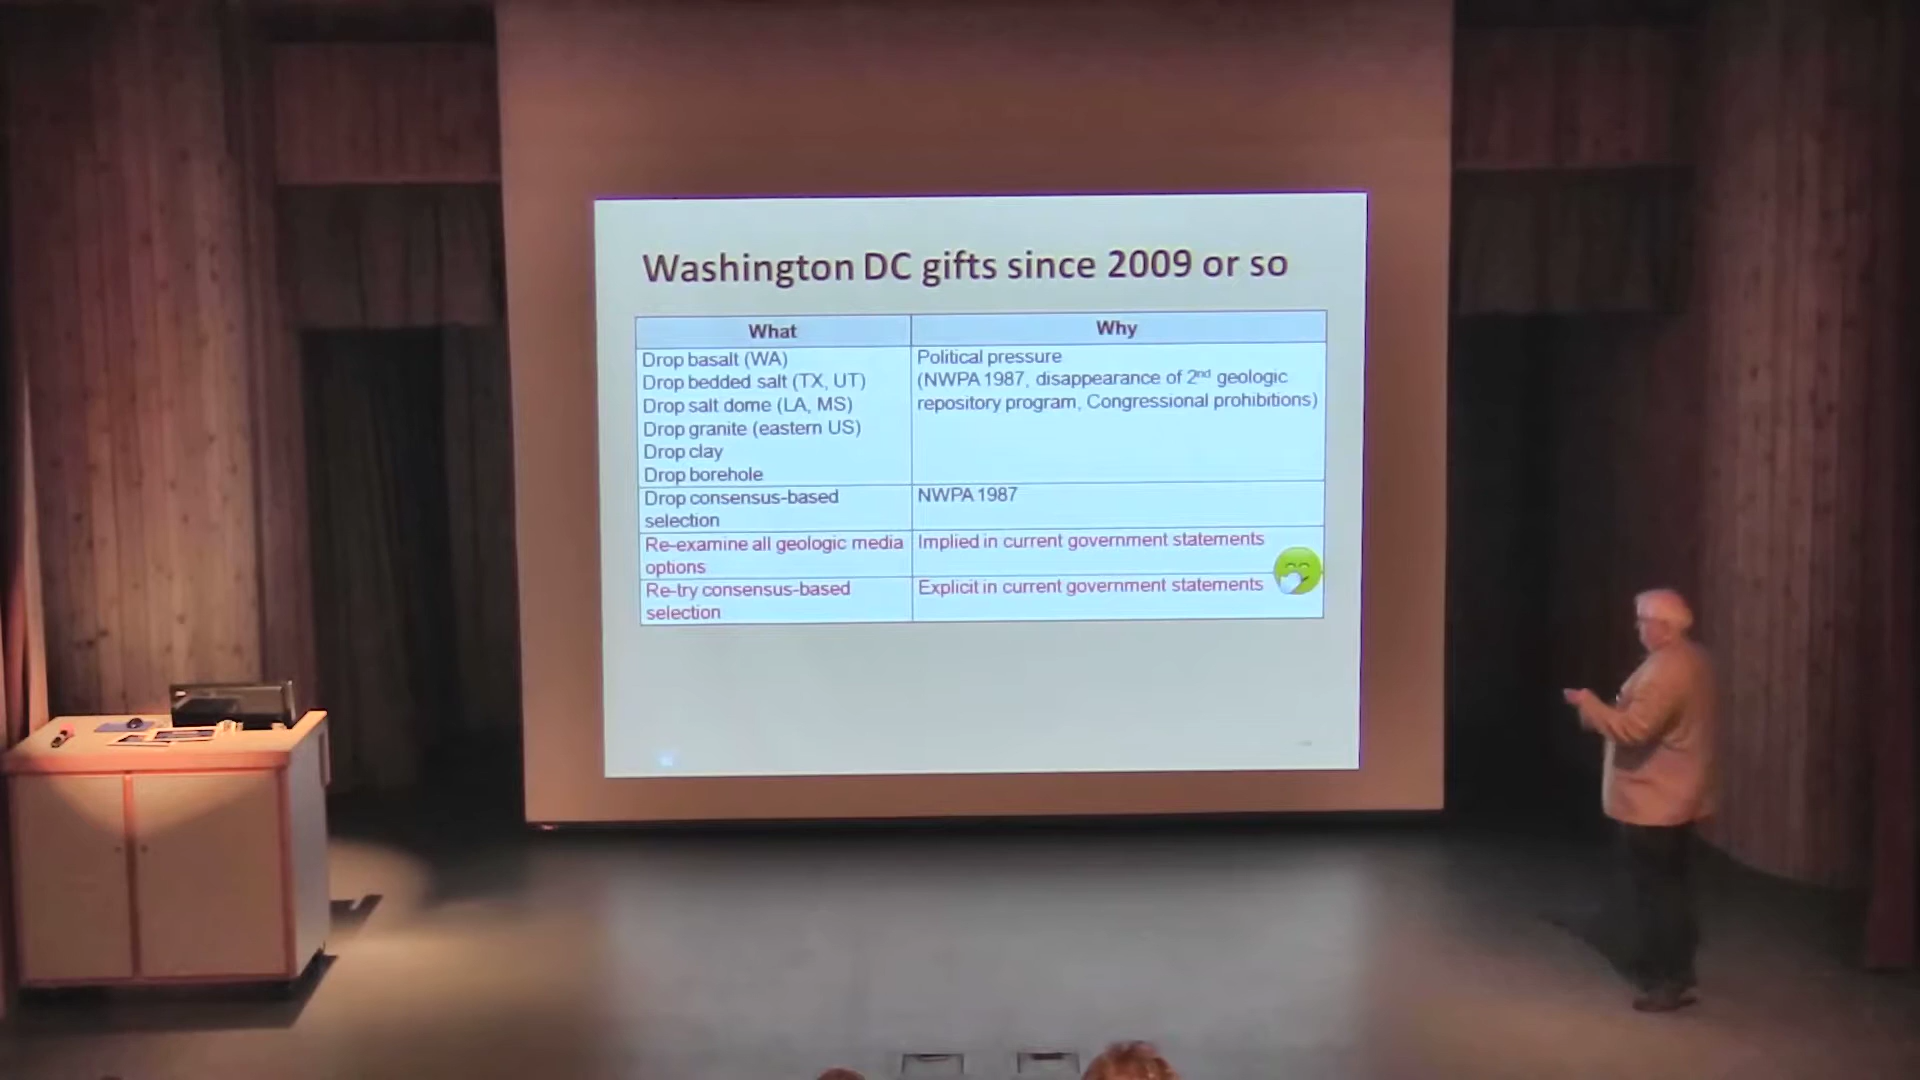 Washington DC gifts since 2009 or so
What
Why
Drop basalt (WA)
Drop bedded salt (TX, UT)
Drop salt dome (LA, MS)
Drop granite (eastern US)
Drop clay
Drop borehole
Political pressure
(NWPA 1987, disappearance of 2nd geologic
repository program, Congressional prohibitions)
Drop consensus-based
selection
NWPA 1987
Re-examine all geologic media
options
Implied in current government statements
Re-try consensus-based
selection
Explicit in current government statements